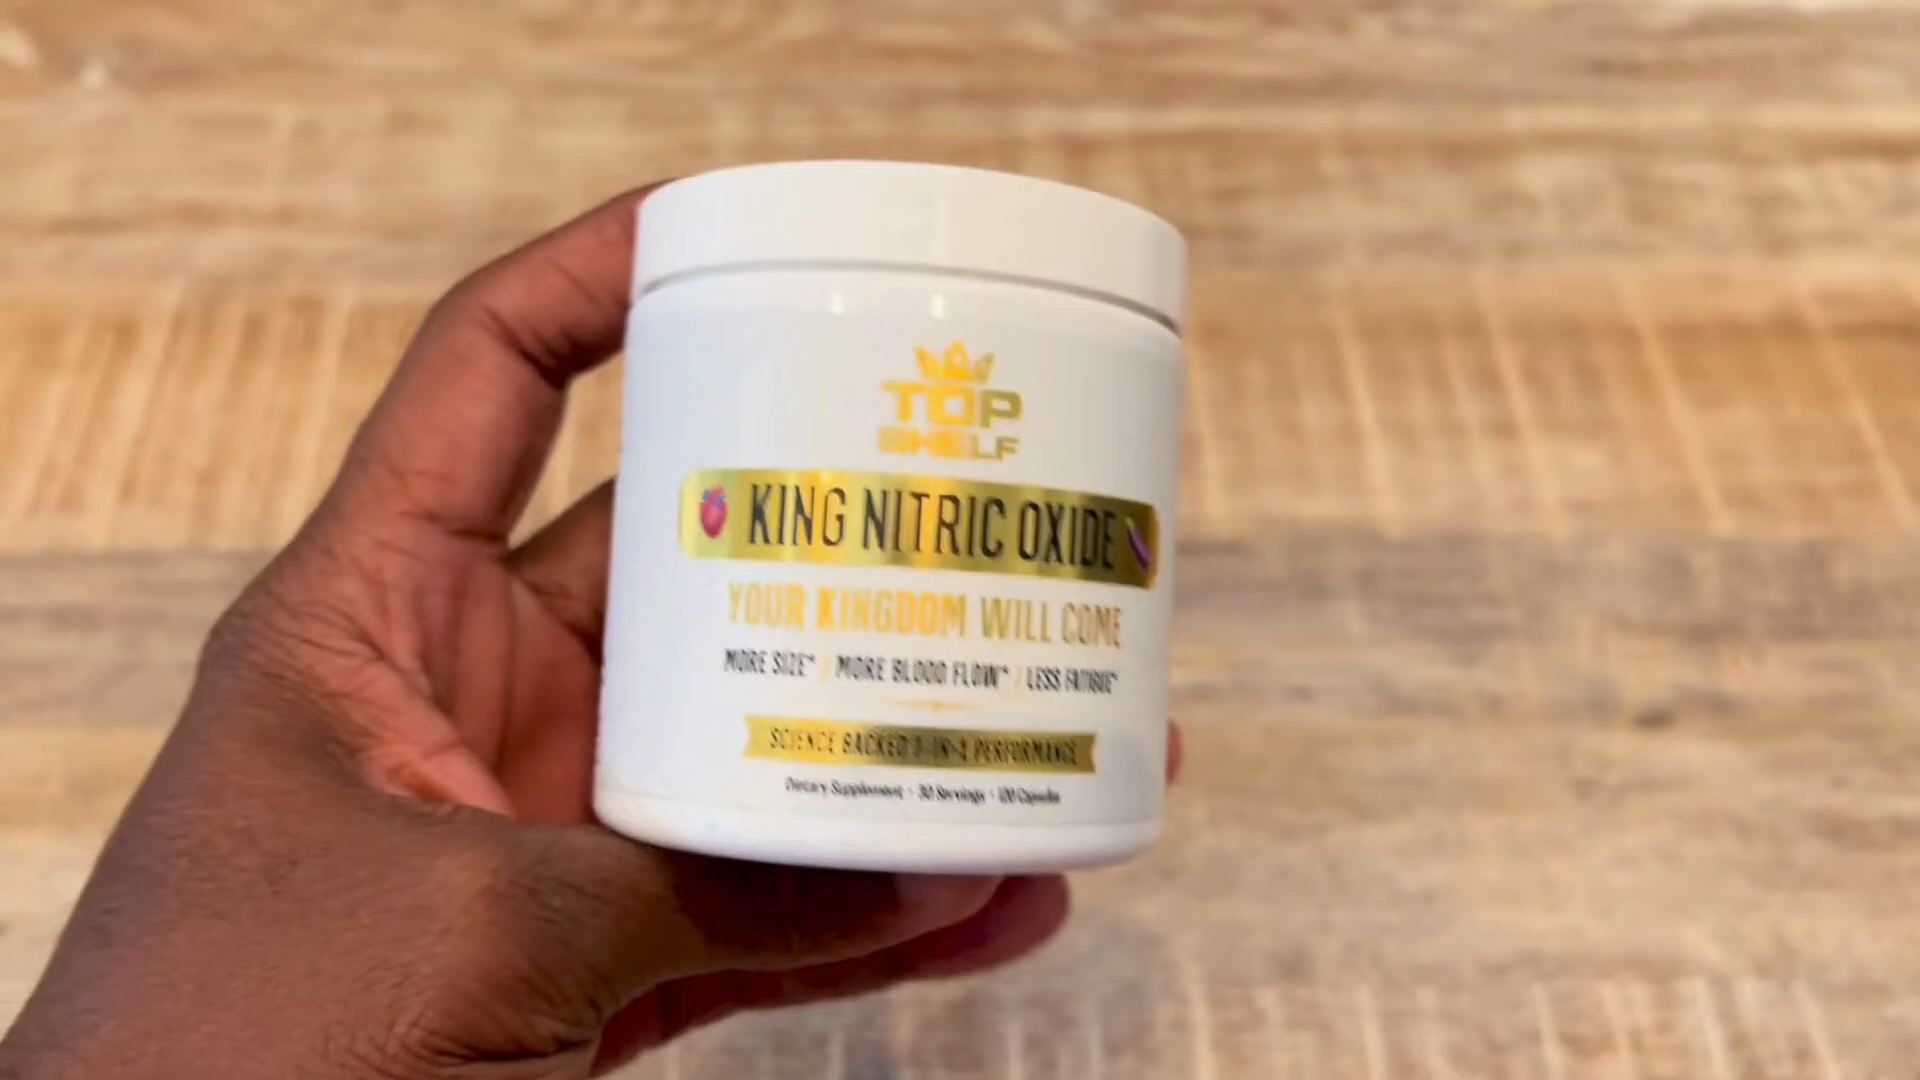 TOP
SHELF
KING NITRIC OXIDE
YOUR KINGDOM WILL COME
MORE SIZE* / MORE BLOOD FLOW* / LESS FATIGUE*
SCIENCE BACKED PERFORMANCE
Dietary Supplement • 30 Servings • 120 Capsules